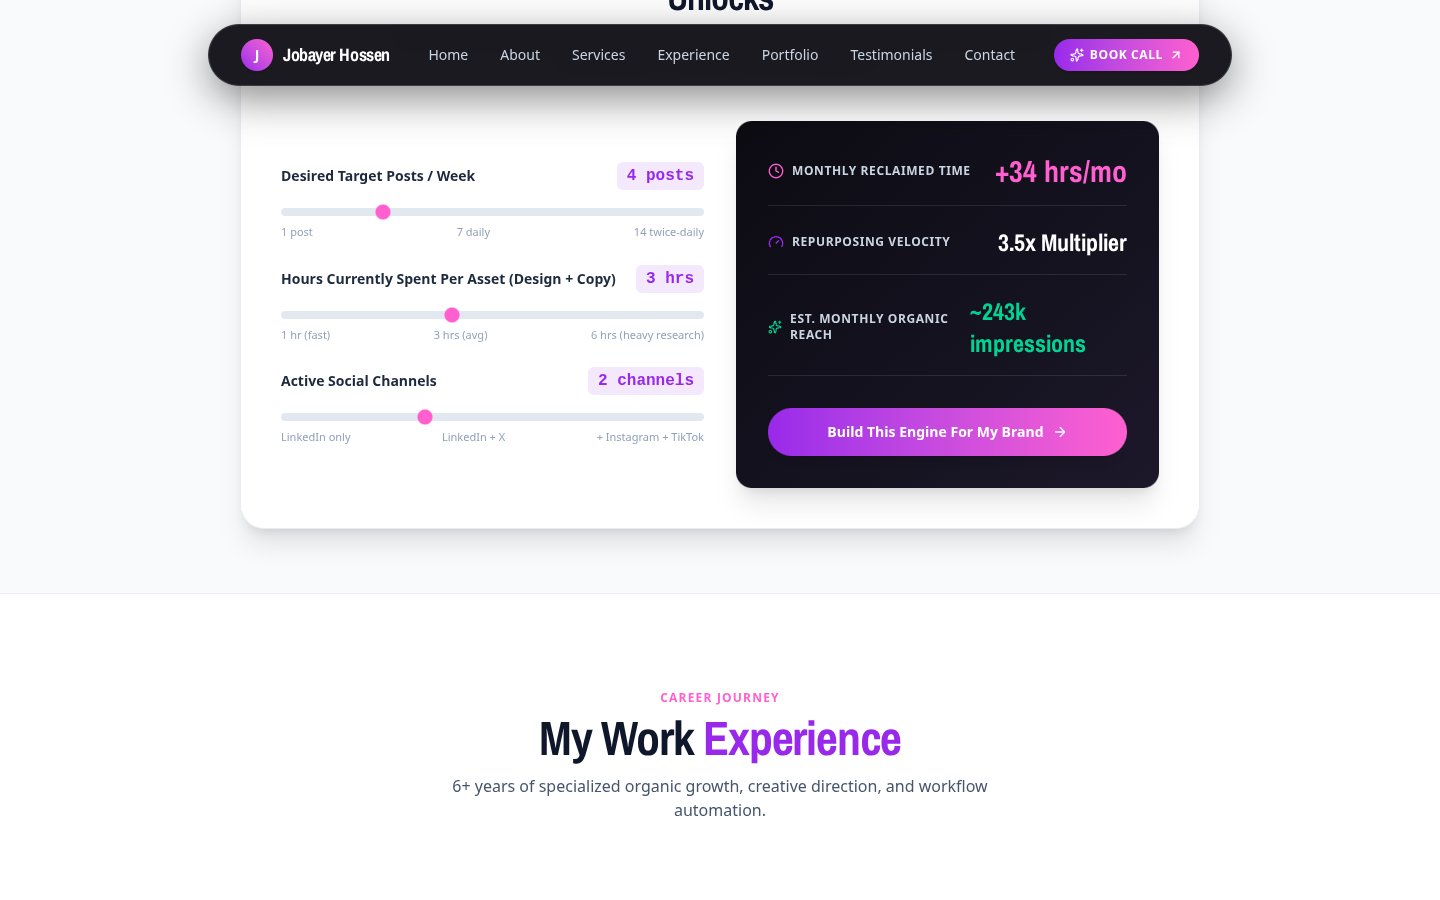 Unlocks
J
Jobayer Hossen
Home
About
Services
Experience
Portfolio
Testimonials
Contact
BOOK CALL
Desired Target Posts / Week
4 posts
1 post
7 daily
14 twice-daily
Hours Currently Spent Per Asset (Design + Copy)
3 hrs
1 hr (fast)
3 hrs (avg)
6 hrs (heavy research)
Active Social Channels
2 channels
LinkedIn only
LinkedIn + X
+ Instagram + TikTok
MONTHLY RECLAIMED TIME
+34 hrs/mo
REPURPOSING VELOCITY
3.5x Multiplier
EST. MONTHLY ORGANIC
REACH
~243k
impressions
Build This Engine For My Brand
CAREER JOURNEY
My Work Experience
6+ years of specialized organic growth, creative direction, and workflow
automation.